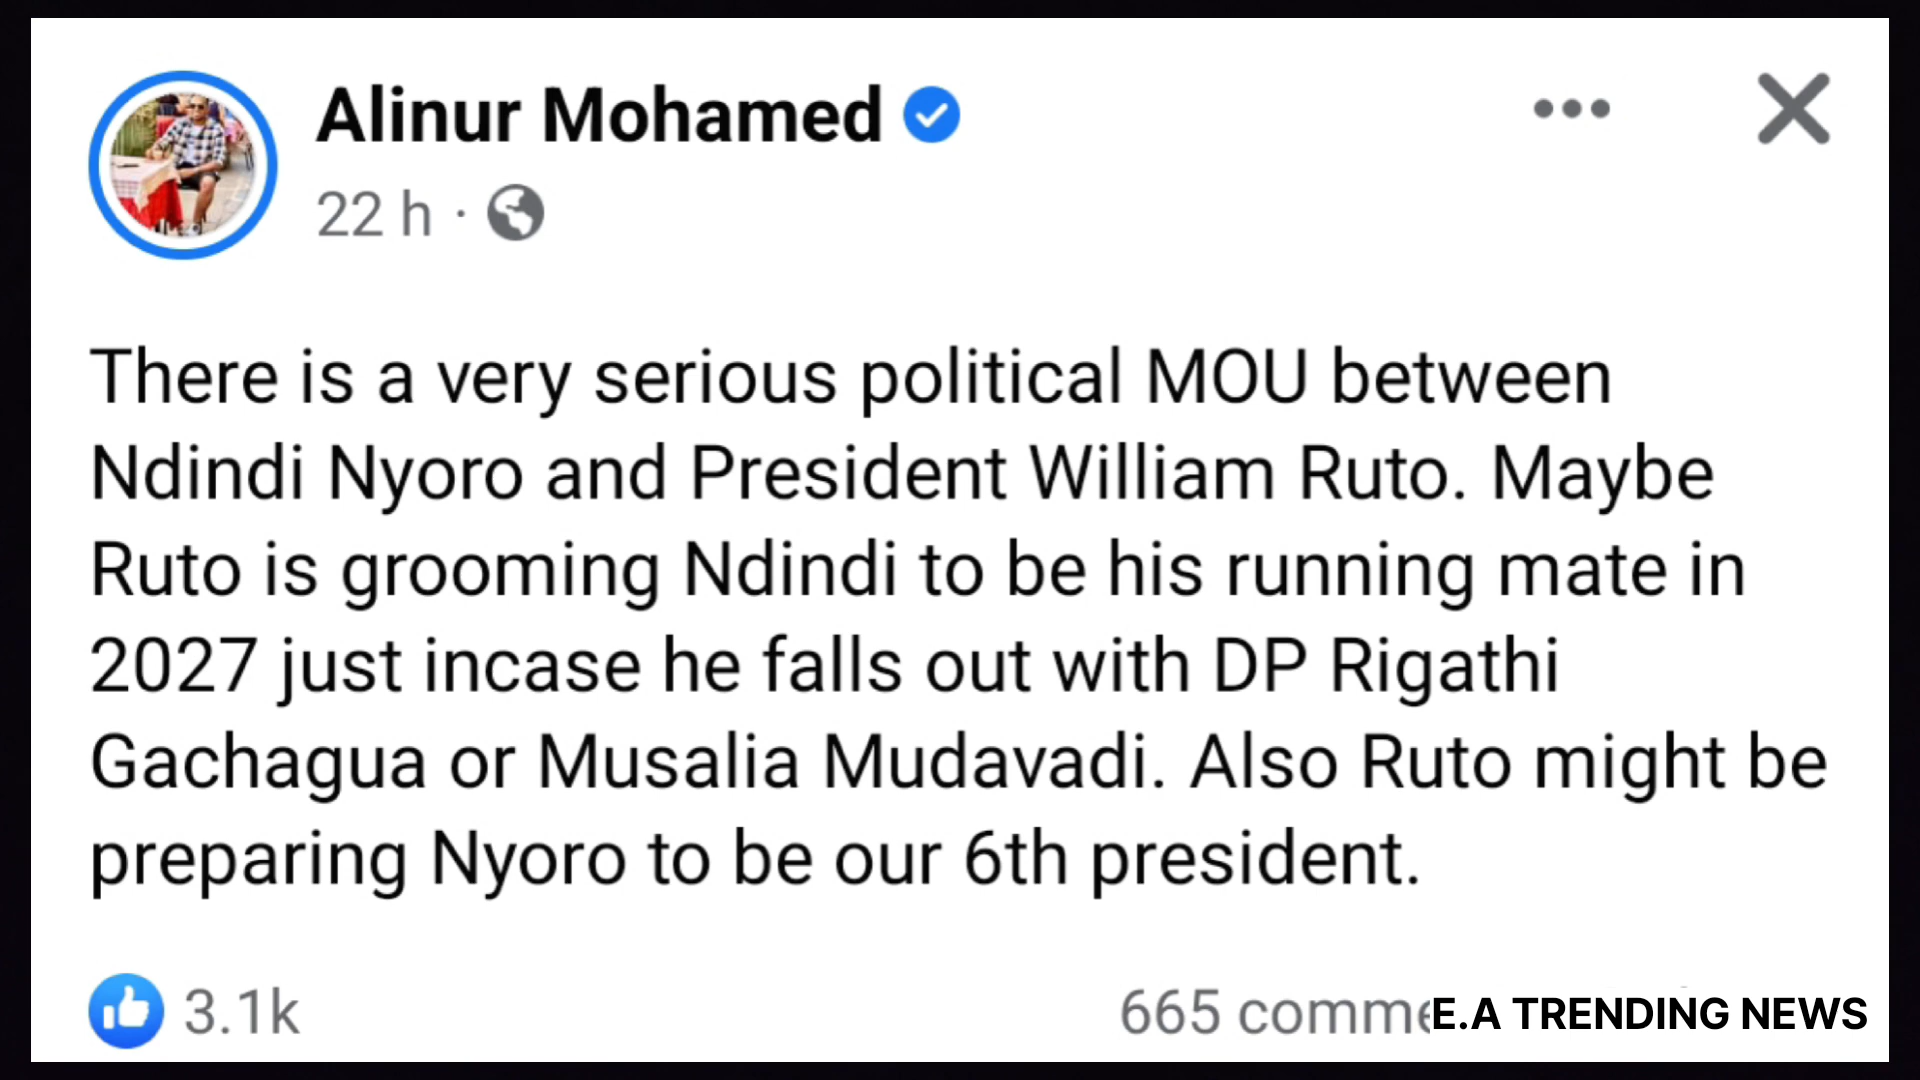 Alinur Mohamed
22 h ·
There is a very serious political MOU between
Ndindi Nyoro and President William Ruto. Maybe
Ruto is grooming Ndindi to be his running mate in
2027 just incase he falls out with DP Rigathi
Gachagua or Musalia Mudavadi. Also Ruto might be
preparing Nyoro to be our 6th president.
3.1k
665 comme
E.A TRENDING NEWS